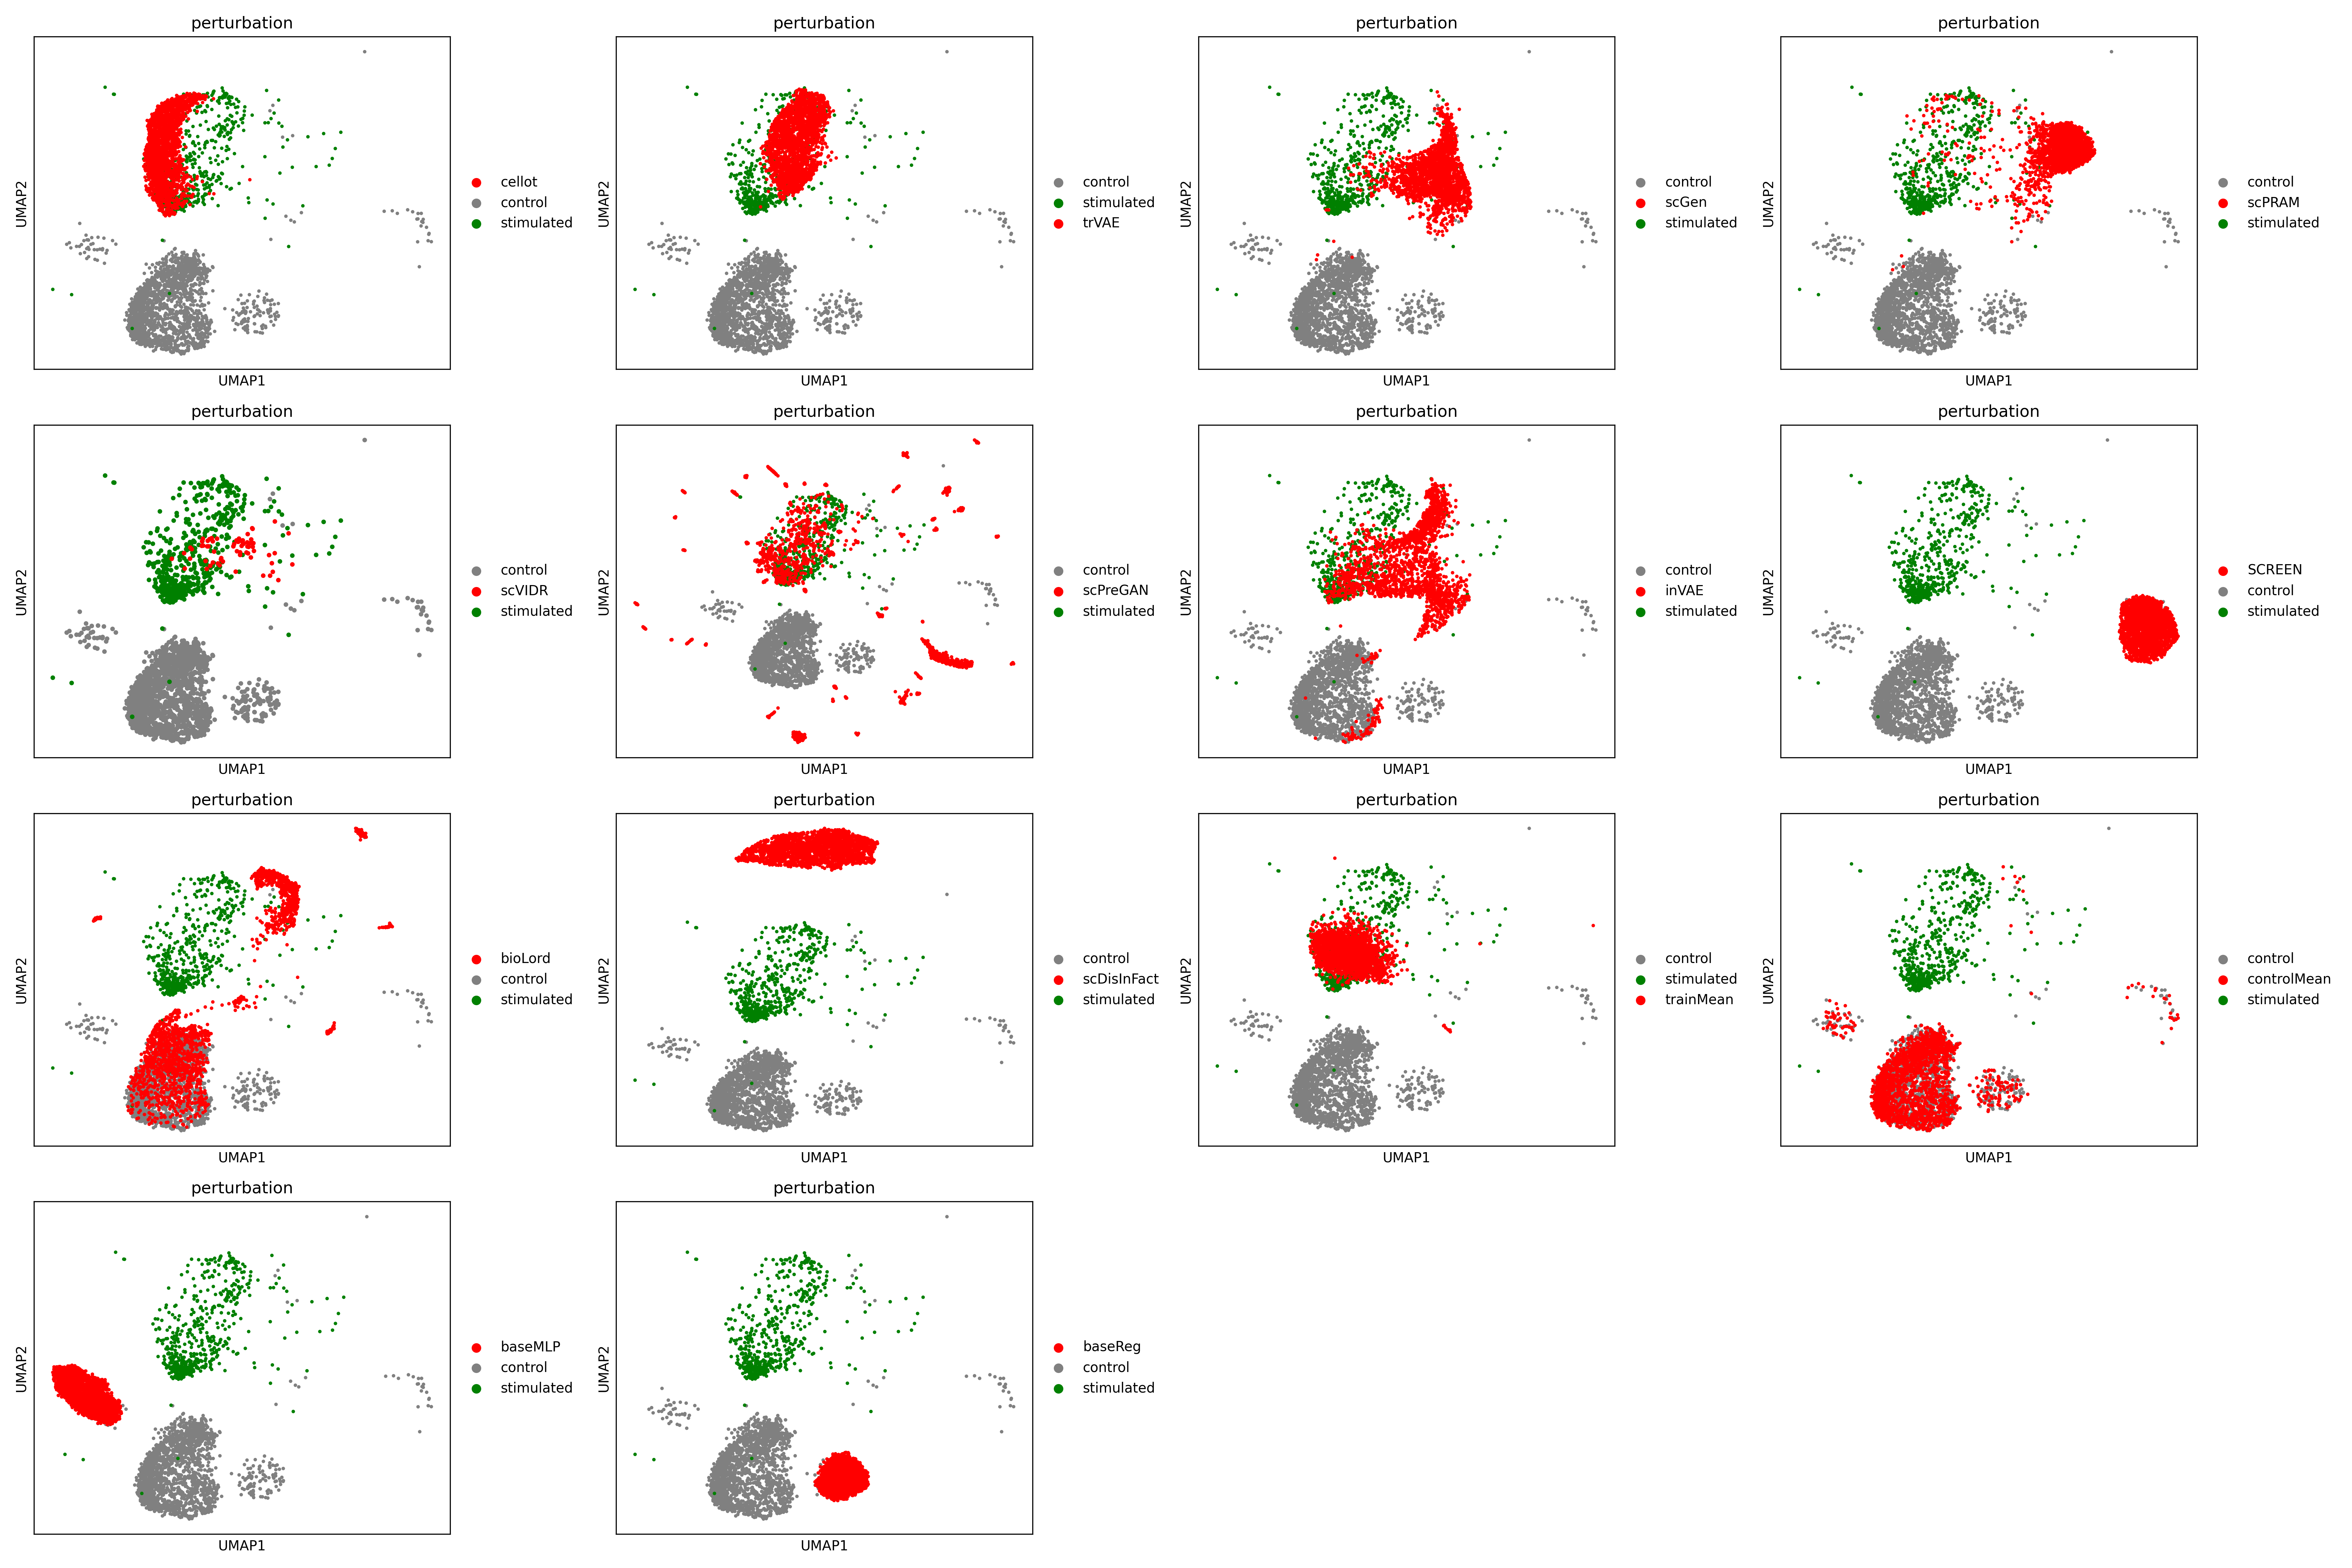 perturbation
UMAP2
UMAP1
cellot
control
stimulated
perturbation
UMAP2
UMAP1
control
stimulated
trVAE
perturbation
UMAP2
UMAP1
control
scGen
stimulated
perturbation
UMAP2
UMAP1
control
scPRAM
stimulated
perturbation
UMAP2
UMAP1
control
scVIDR
stimulated
perturbation
UMAP2
UMAP1
control
scPreGAN
stimulated
perturbation
UMAP2
UMAP1
control
inVAE
stimulated
perturbation
UMAP2
UMAP1
SCREEN
control
stimulated
perturbation
UMAP2
UMAP1
bioLord
control
stimulated
perturbation
UMAP2
UMAP1
control
scDisInFact
stimulated
perturbation
UMAP2
UMAP1
control
stimulated
trainMean
perturbation
UMAP2
UMAP1
control
controlMean
stimulated
perturbation
UMAP2
UMAP1
baseMLP
control
stimulated
perturbation
UMAP2
UMAP1
baseReg
control
stimulated